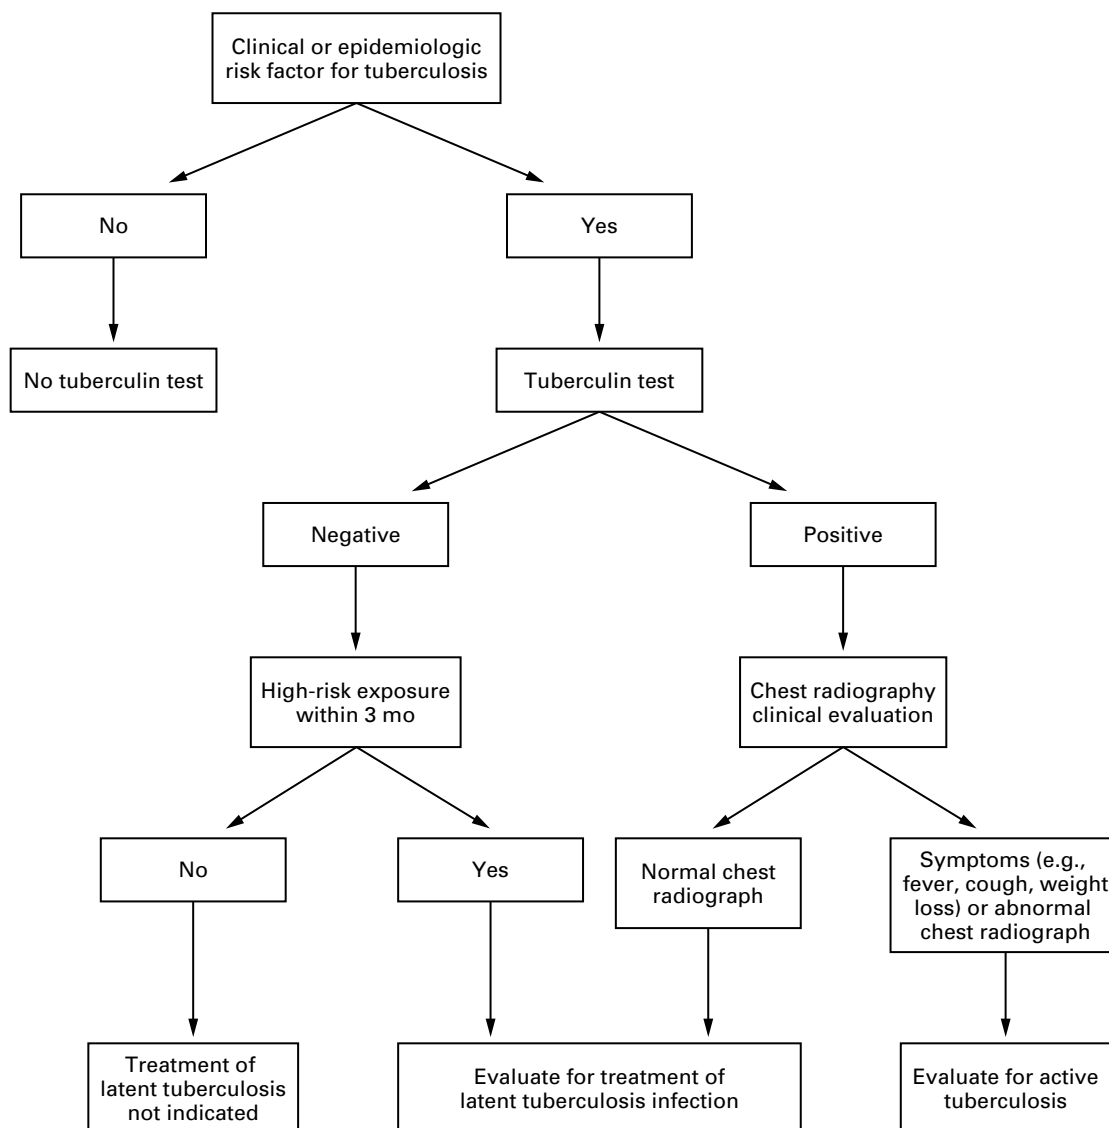 Clinical or epidemiologic
risk factor for tuberculosis
No
Yes
No tuberculin test
Tuberculin test
Negative
Positive
High-risk exposure
within 3 mo
Chest radiography
clinical evaluation
No
Yes
Normal chest
radiograph
Symptoms (e.g.,
fever, cough, weight
loss) or abnormal
chest radiograph
Treatment of
latent tuberculosis
not indicated
Evaluate for treatment of
latent tuberculosis infection
Evaluate for active
tuberculosis